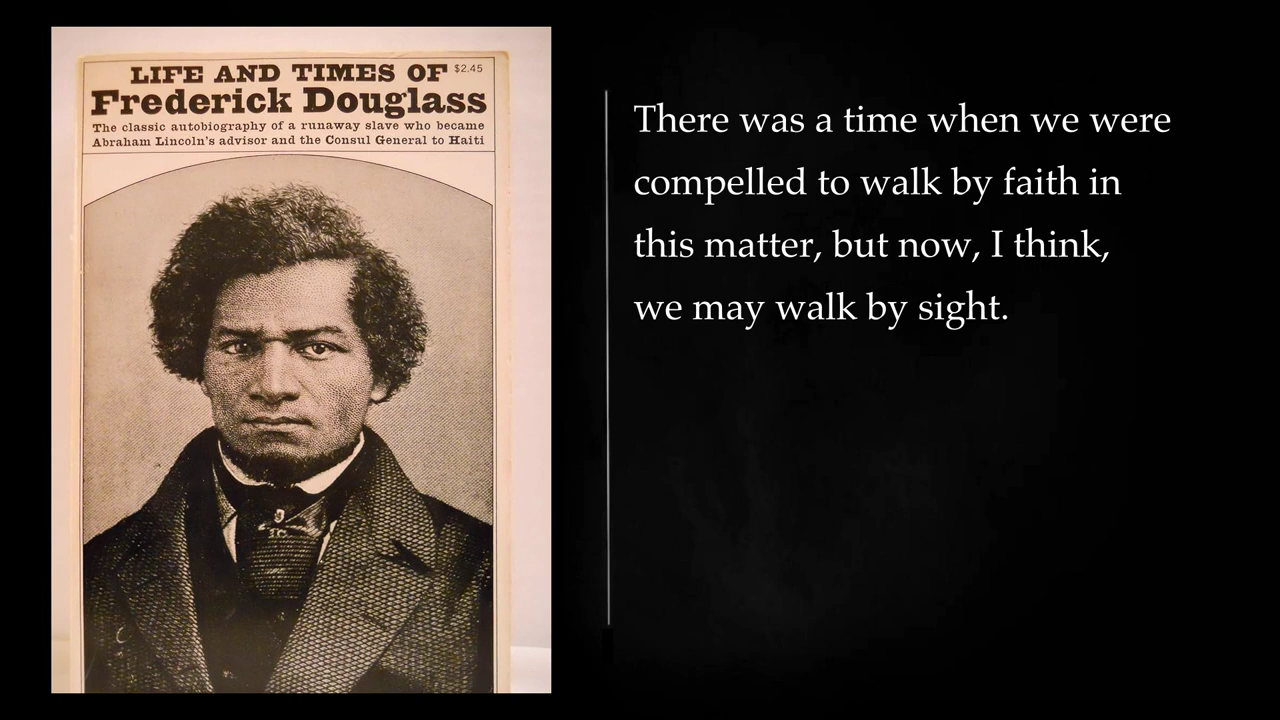 LIFE AND TIMES OF $2.45
Frederick Douglass
The classic autobiography of a runaway slave who became
Abraham Lincoln's advisor and the Consul General to Haiti
There was a time when we were
compelled to walk by faith in
this matter, but now, I think,
we may walk by sight.